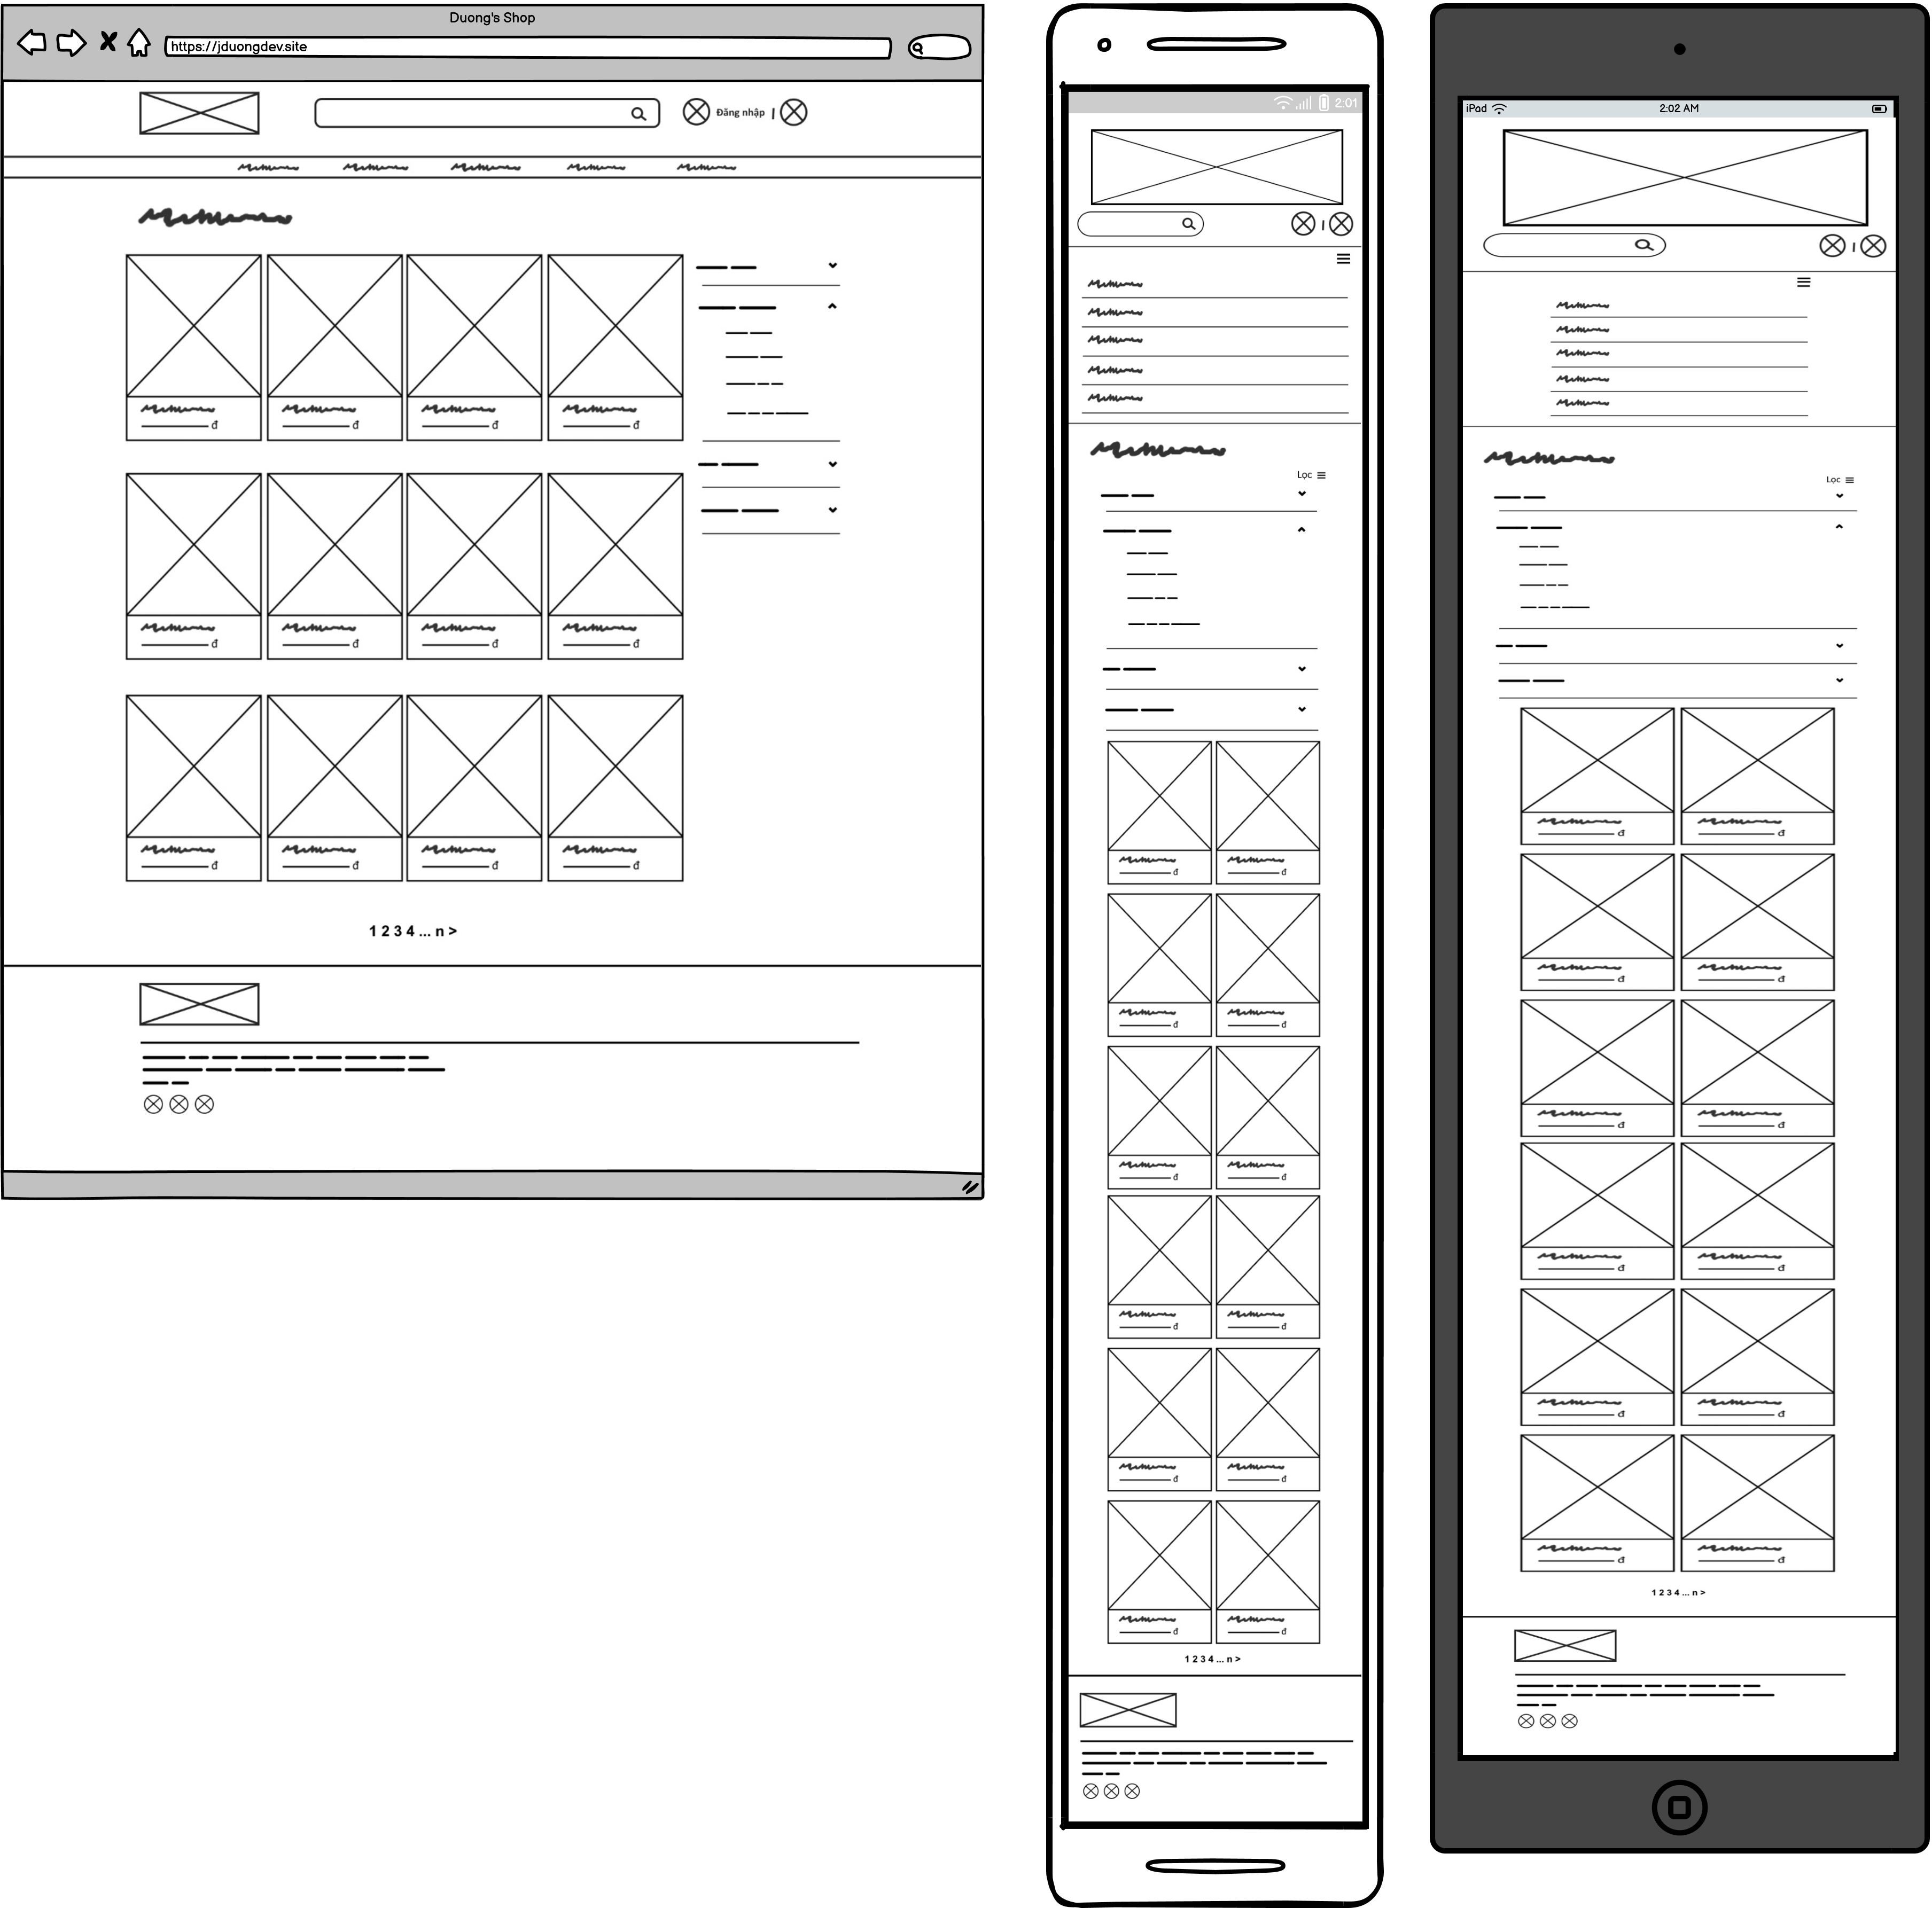 Duong's Shop
https://jduongdev.site
Đăng nhập |
đ đ đ đ
đ đ đ đ
đ đ đ đ
1 2 3 4 ... n >
2:01
|
Lọc
đ đ
đ đ
đ đ
đ đ
đ đ
đ đ
1 2 3 4 ... n >
iPad 2:02 AM
|
Lọc
đ đ
đ đ
đ đ
đ đ
đ đ
đ đ
1 2 3 4 ... n >